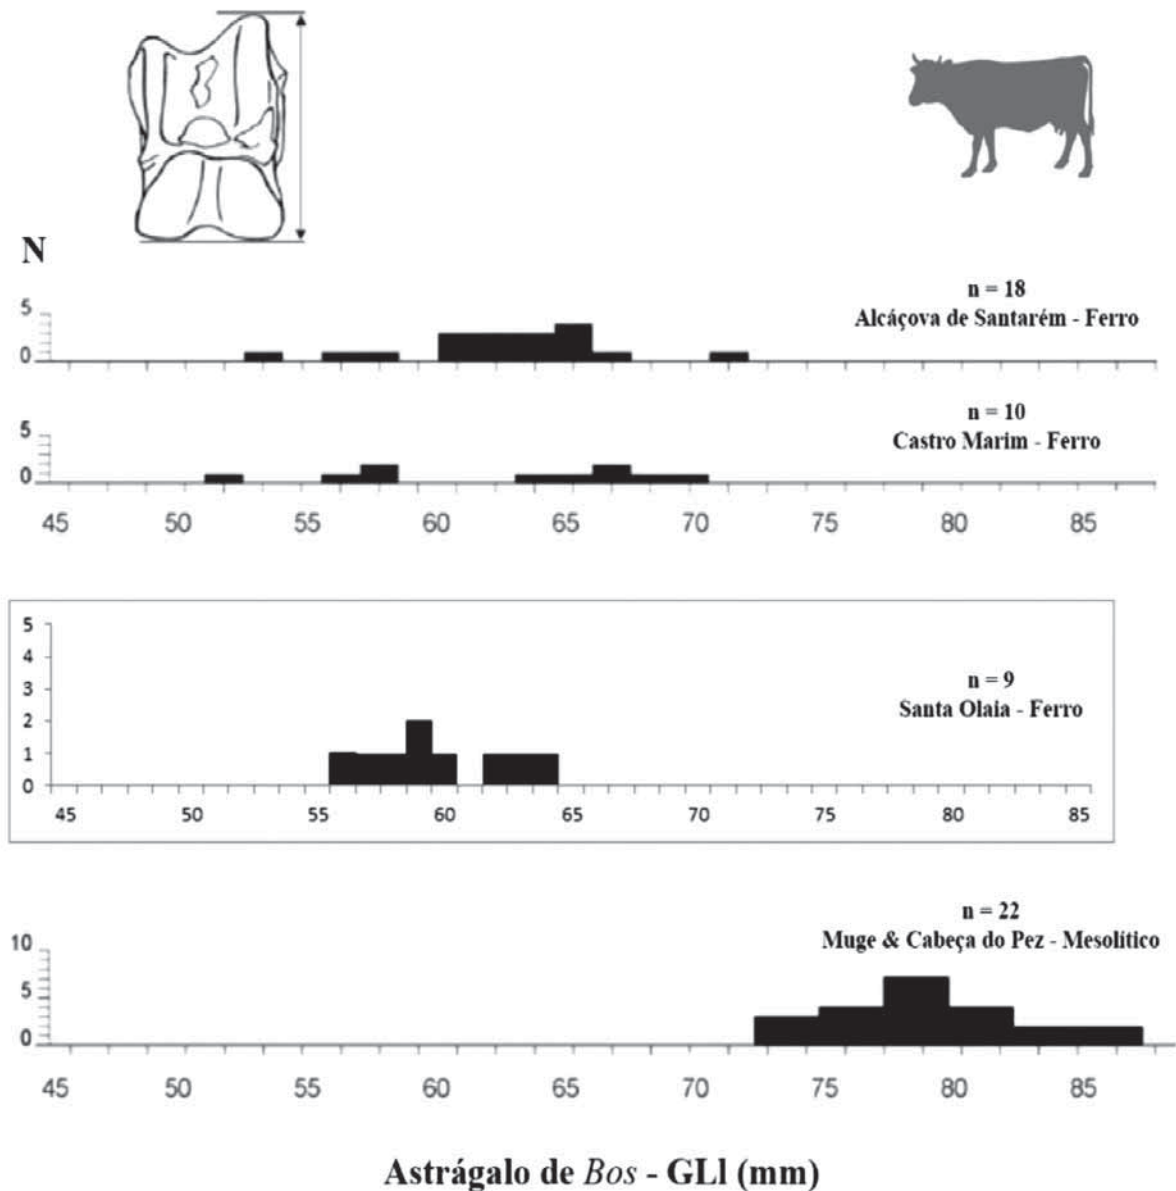 N
n = 18
Alcáçova de Santarém - Ferro
5
0
n = 10
Castro Marim - Ferro
5
0
45 50 55 60 65 70 75 80 85
n = 9
Santa Olaia - Ferro
5
4
3
2
1
0
45 50 55 60 65 70 75 80 85
n = 22
Muge & Cabeça do Pez - Mesolítico
10
5
0
45 50 55 60 65 70 75 80 85
Astrágalo de Bos - GLl (mm)